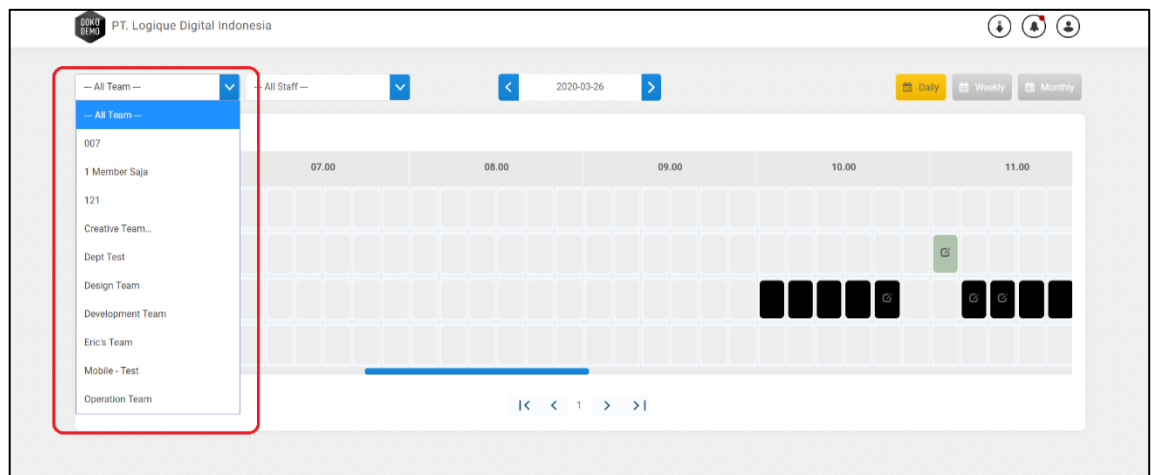 DOKO
DEMO
PT. Logique Digital Indonesia
--- All Team ---
--- All Staff ---
2020-03-26
Daily
Weekly
Monthly
--- All Team ---
007
1 Member Saja
121
Creative Team...
Dept Test
Design Team
Development Team
Eric's Team
Mobile - Test
Operation Team
07.00
08.00
09.00
10.00
11.00
1